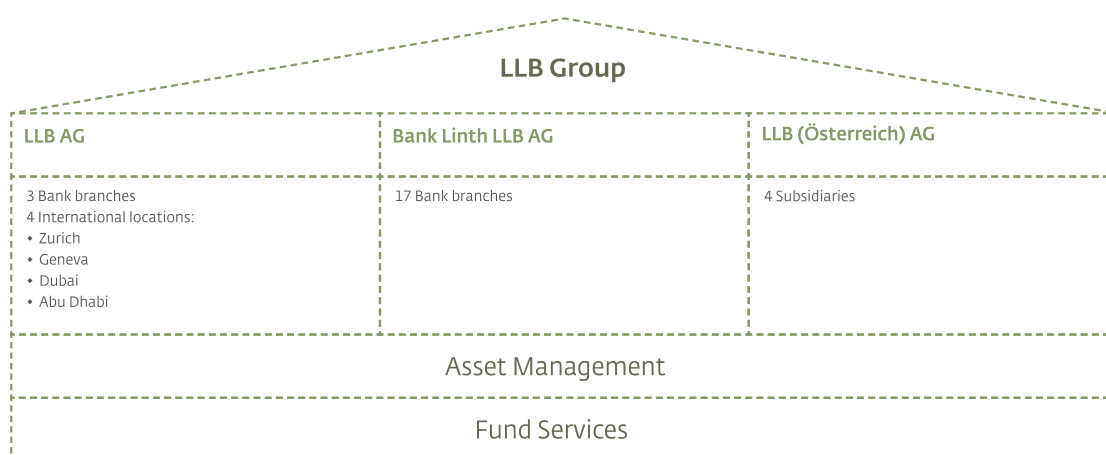 LLB Group
LLB AG
Bank Linth LLB AG
LLB (Österreich) AG
3 Bank branches
4 International locations:
• Zurich
• Geneva
• Dubai
• Abu Dhabi
17 Bank branches
4 Subsidiaries
Asset Management
Fund Services